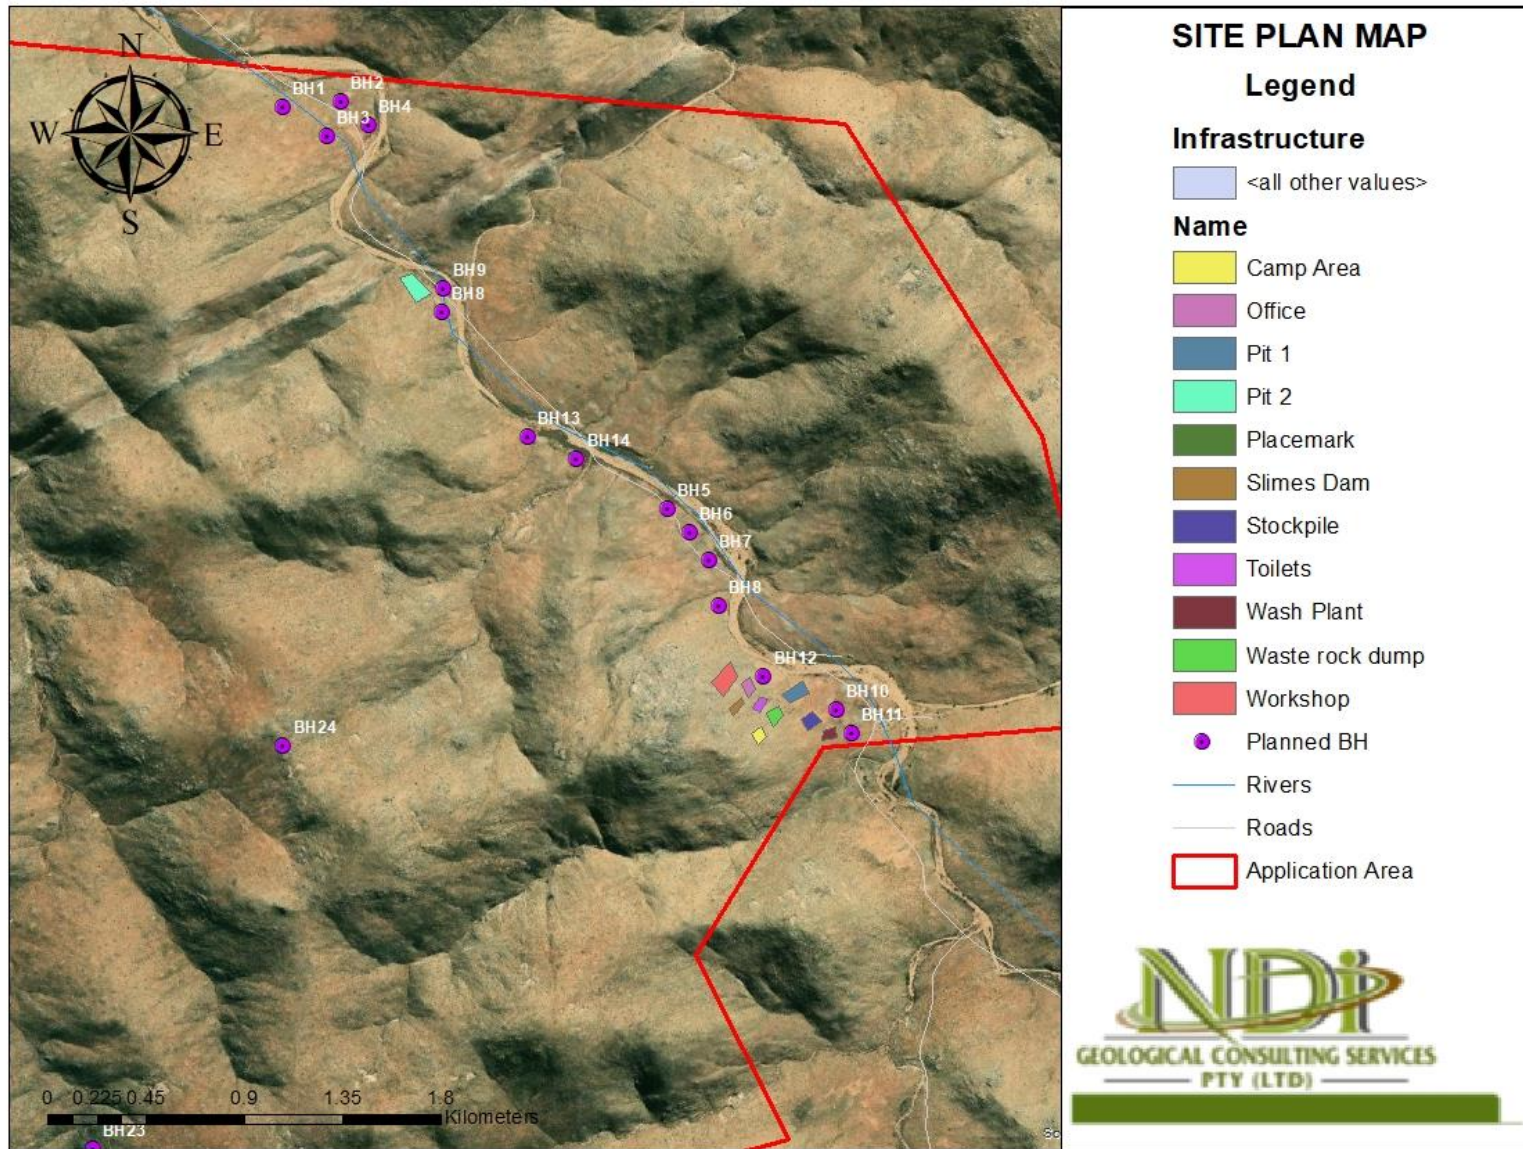 SITE PLAN MAP
Legend
Infrastructure
<all other values>
Name
Camp Area
Office
Pit 1
Pit 2
Placemark
Slimes Dam
Stockpile
Toilets
Wash Plant
Waste rock dump
Workshop
Planned BH
Rivers
Roads
Application Area
NDi
GEOLOGICAL CONSULTING SERVICES
PTY (LTD)
N
W
E
S
BH1
BH2
BH3
BH4
BH9
BH8
BH13
BH14
BH5
BH6
BH7
BH8
BH12
BH10
BH11
BH24
0 0.225 0.45 0.9 1.35 1.8
Kilometers
BH23